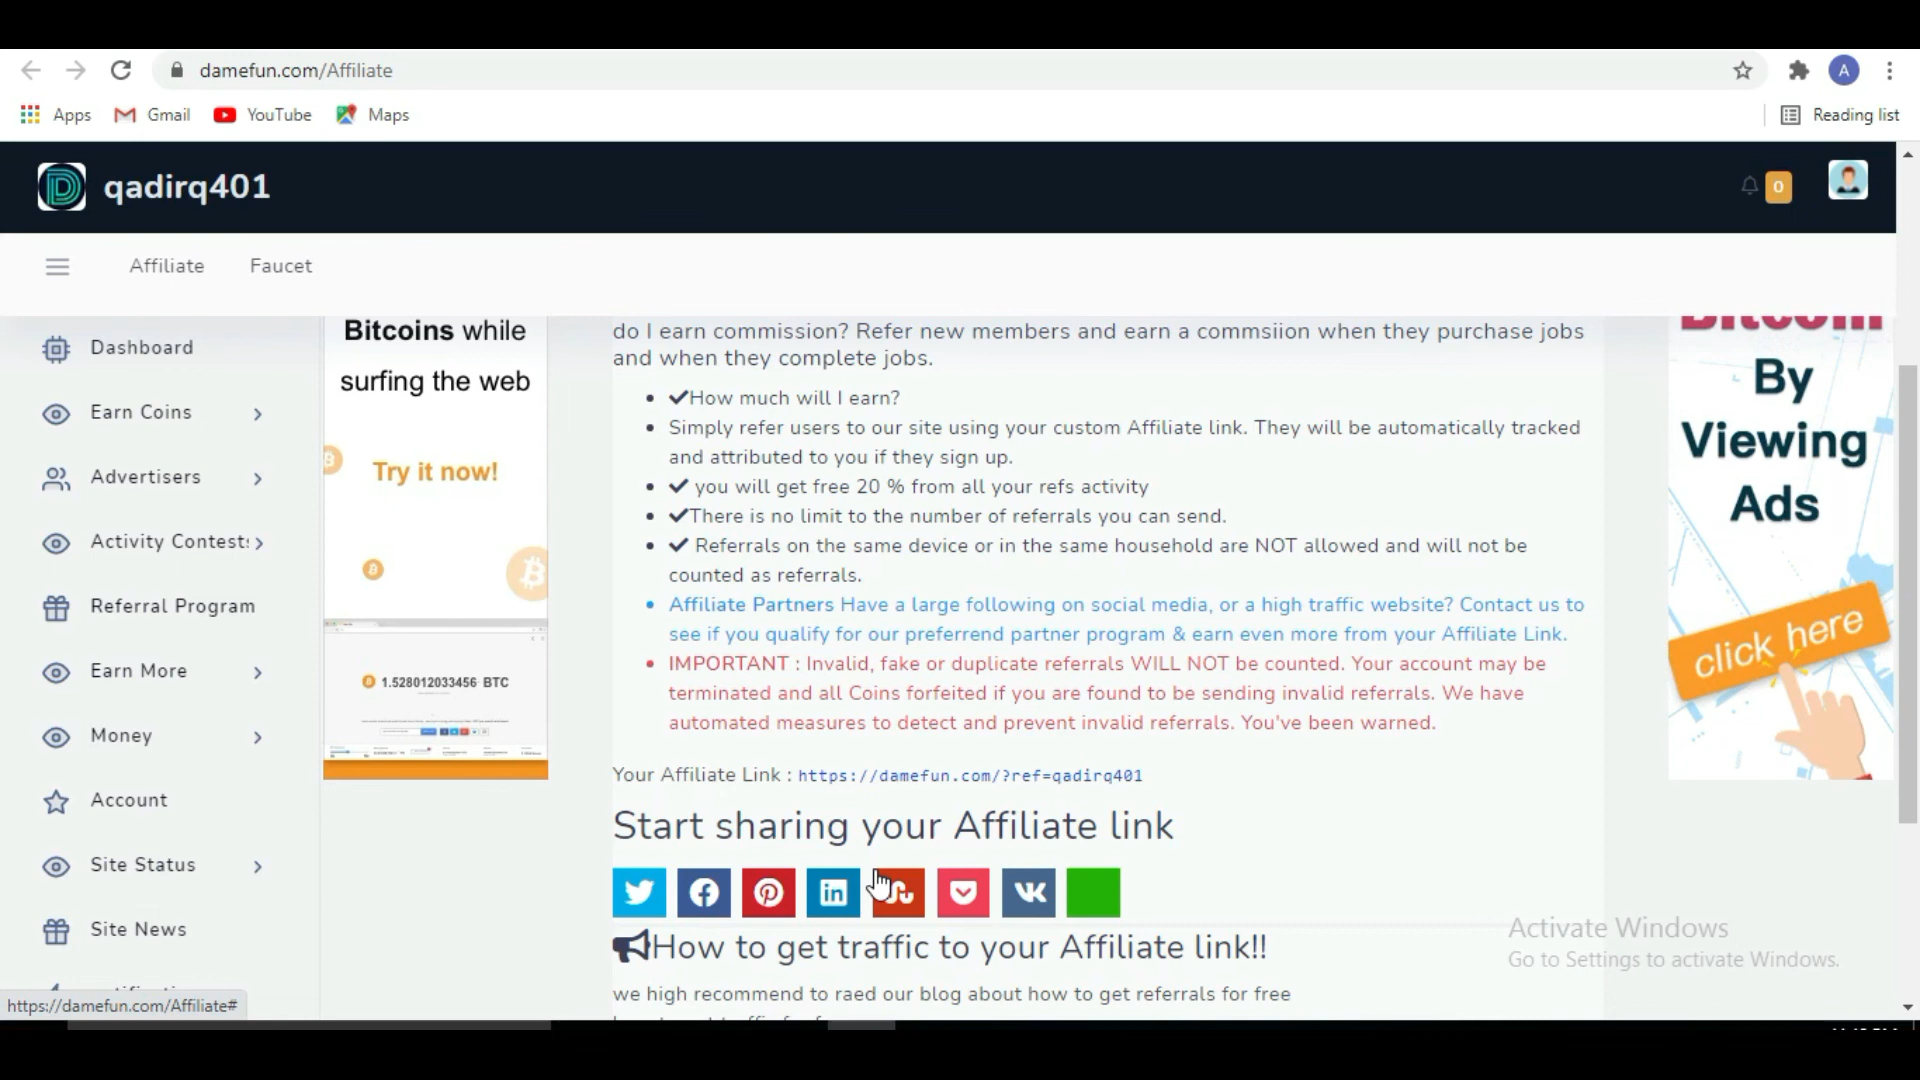 damefun.com/Affiliate
A
Apps Gmail YouTube Maps Reading list
qadirq401
0
Affiliate Faucet
Dashboard
Earn Coins
Advertisers
Activity Contest
Referral Program
Earn More
Money
Account
Site Status
Site News
https://damefun.com/Affiliate#
Bitcoins while
surfing the web
Try it now!
1.528012033456 BTC
do I earn commission? Refer new members and earn a commsiion when they purchase jobs
and when they complete jobs.
✔How much will I earn?
Simply refer users to our site using your custom Affiliate link. They will be automatically tracked
and attributed to you if they sign up.
✔ you will get free 20 % from all your refs activity
✔There is no limit to the number of referrals you can send.
✔ Referrals on the same device or in the same household are NOT allowed and will not be
counted as referrals.
Affiliate Partners Have a large following on social media, or a high traffic website? Contact us to
see if you qualify for our preferrend partner program & earn even more from your Affiliate Link.
IMPORTANT : Invalid, fake or duplicate referrals WILL NOT be counted. Your account may be
terminated and all Coins forfeited if you are found to be sending invalid referrals. We have
automated measures to detect and prevent invalid referrals. You've been warned.
Your Affiliate Link : https://damefun.com/?ref=qadirq401
Start sharing your Affiliate link
How to get traffic to your Affiliate link!!
we high recommend to raed our blog about how to get referrals for free
Bitcoin
By
Viewing
Ads
click here
Activate Windows
Go to Settings to activate Windows.